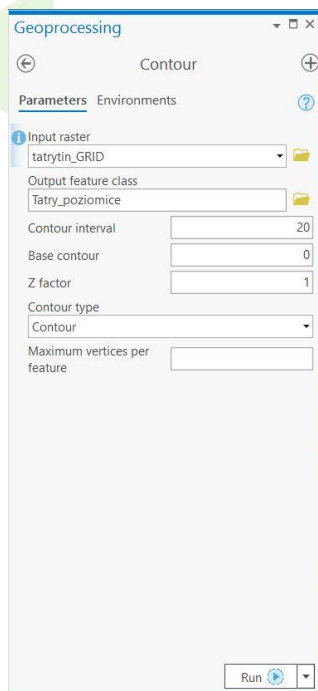 Geoprocessing
Contour
Parameters Environments
Input raster
tatrytin_GRID
Output feature class
Tatry_poziomice
Contour interval 20
Base contour 0
Z factor 1
Contour type
Contour
Maximum vertices per
feature
Run